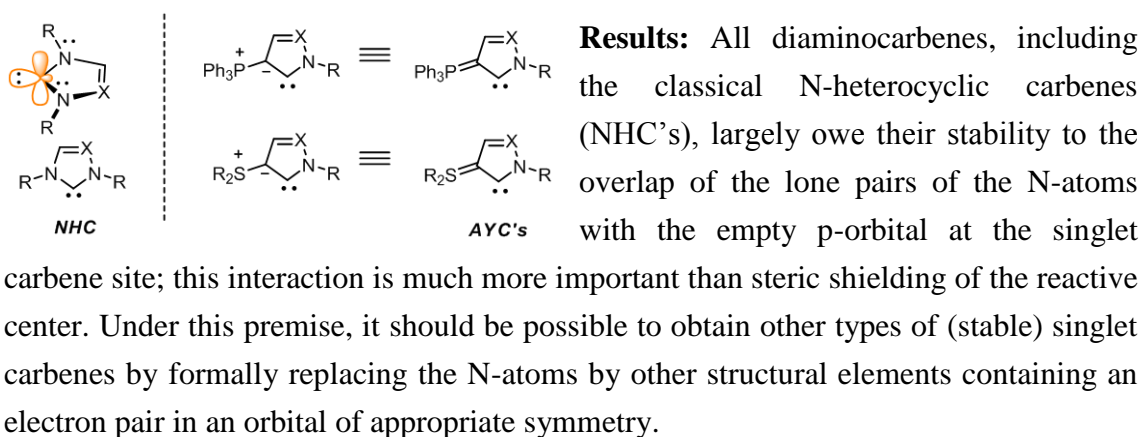 R
N
N
X
R
R
N
X
N
R
NHC
Ph3P
+
−
X
N
R
Ph3P
X
N
R
R2S
+
−
X
N
R
R2S
X
N
R
AYC's
Results: All diaminocarbenes, including
the classical N-heterocyclic carbenes
(NHC’s), largely owe their stability to the
overlap of the lone pairs of the N-atoms
with the empty p-orbital at the singlet
carbene site; this interaction is much more important than steric shielding of the reactive
center. Under this premise, it should be possible to obtain other types of (stable) singlet
carbenes by formally replacing the N-atoms by other structural elements containing an
electron pair in an orbital of appropriate symmetry.